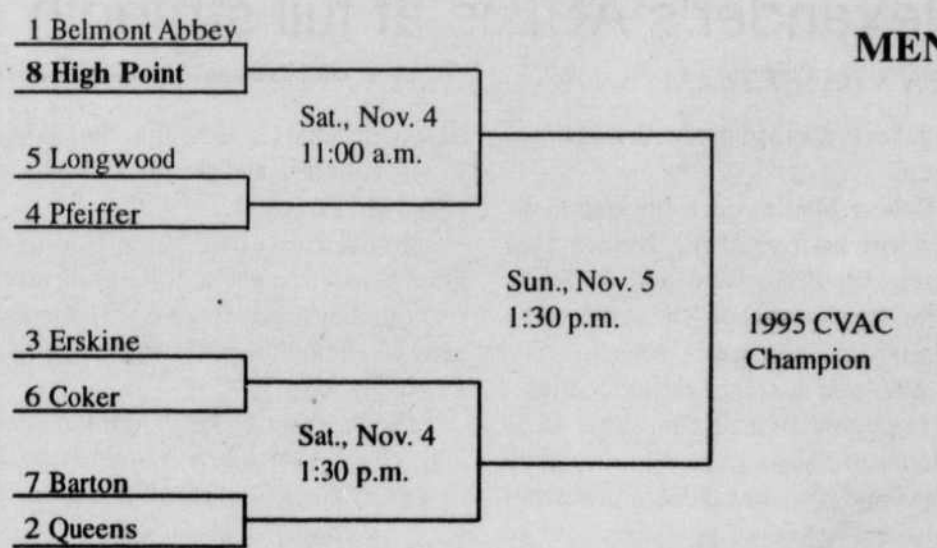 MEN
1 Belmont Abbey
8 High Point
Sat., Nov. 4
11:00 a.m.
5 Longwood
4 Pfeiffer
Sun., Nov. 5
1:30 p.m.
1995 CVAC
Champion
3 Erskine
6 Coker
Sat., Nov. 4
1:30 p.m.
7 Barton
2 Queens